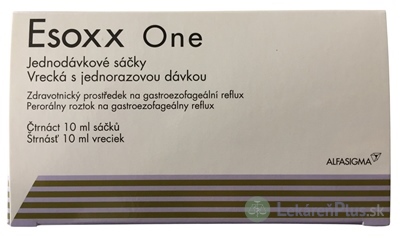 Esoxx One
Jednodávkové sáčky
Vrecká s jednorazovou dávkou
Zdravotnický prostředek na gastroezofageální reflux
Perorálny roztok na gastroezofageálny reflux
Čtrnáct 10 ml sáčků
Štrnásť 10 ml vreciek
ALFASIGMA
LekáreňPlus.sk